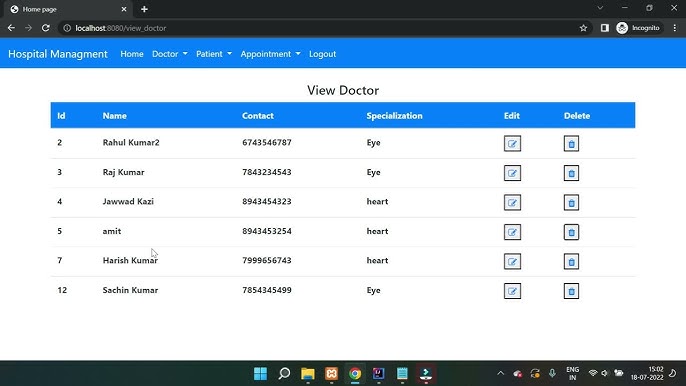 Home page
localhost:8080/view_doctor
Incognito
Hospital Managment Home Doctor Patient Appointment Logout
View Doctor
Id Name Contact Specialization Edit Delete
2 Rahul Kumar2 6743546787 Eye
3 Raj Kumar 7843234543 Eye
4 Jawwad Kazi 8943454323 heart
5 amit 8943453254 heart
7 Harish Kumar 7999656743 heart
12 Sachin Kumar 7854345499 Eye
ENG 15:02
IN 18-07-2022